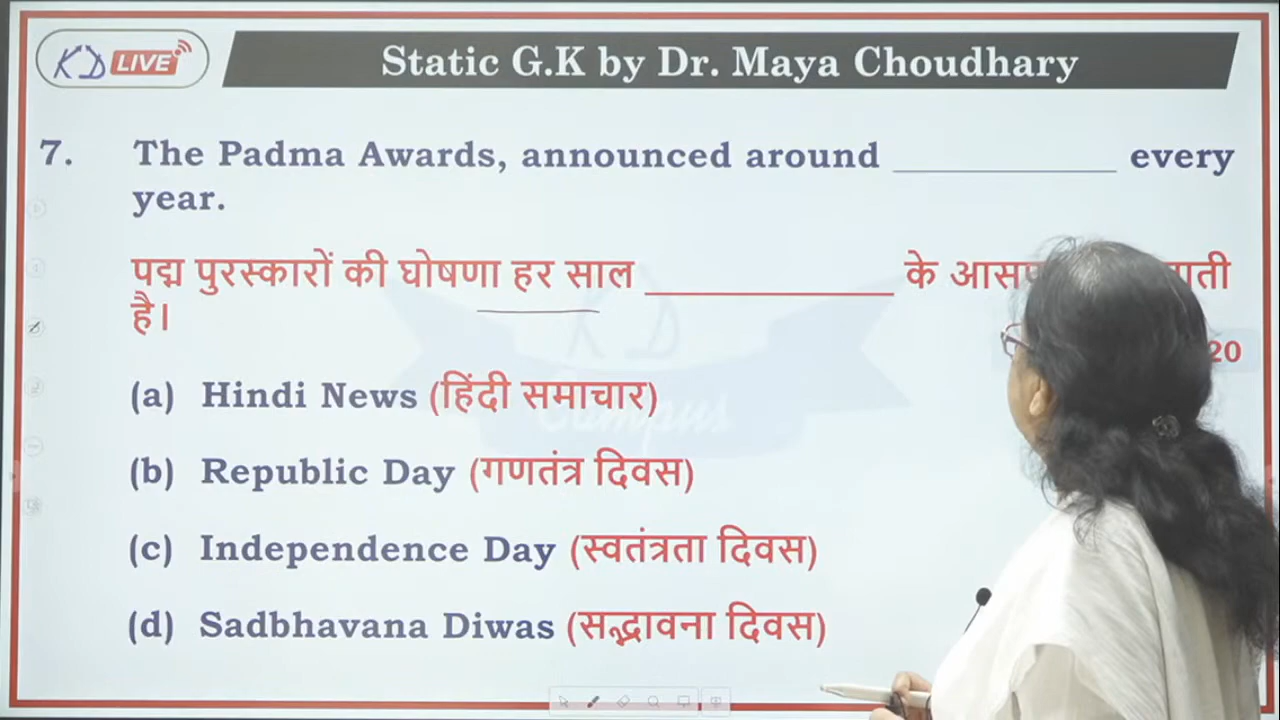 KD LIVE
Static G.K by Dr. Maya Choudhary
7. The Padma Awards, announced around ____________ every
year.
पद्म पुरस्कारों की घोषणा हर साल ____________ के
है।
20
(a) Hindi News (हिंदी समाचार)
(b) Republic Day (गणतंत्र दिवस)
(c) Independence Day (स्वतंत्रता दिवस)
(d) Sadbhavana Diwas (सद्भावना दिवस)
KD
Campus